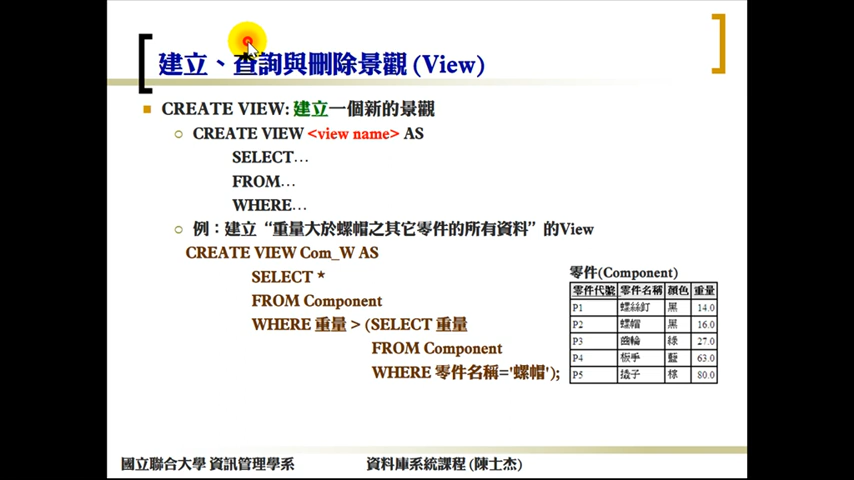 建立、查詢與刪除景觀 (View)
CREATE VIEW: 建立一個新的景觀
CREATE VIEW <view name> AS
SELECT…
FROM…
WHERE…
例：建立“重量大於螺帽之其它零件的所有資料”的View
CREATE VIEW Com_W AS
SELECT *
FROM Component
WHERE 重量 > (SELECT 重量
FROM Component
WHERE 零件名稱='螺帽');
零件(Component)
零件代號 零件名稱 顏色 重量
P1 螺絲釘 黑 14.0
P2 螺帽 黑 16.0
P3 齒輪 綠 27.0
P4 板手 藍 63.0
P5 子 80.0
國立聯合大學 資訊管理學系
資料庫系統課程 (陳士杰)